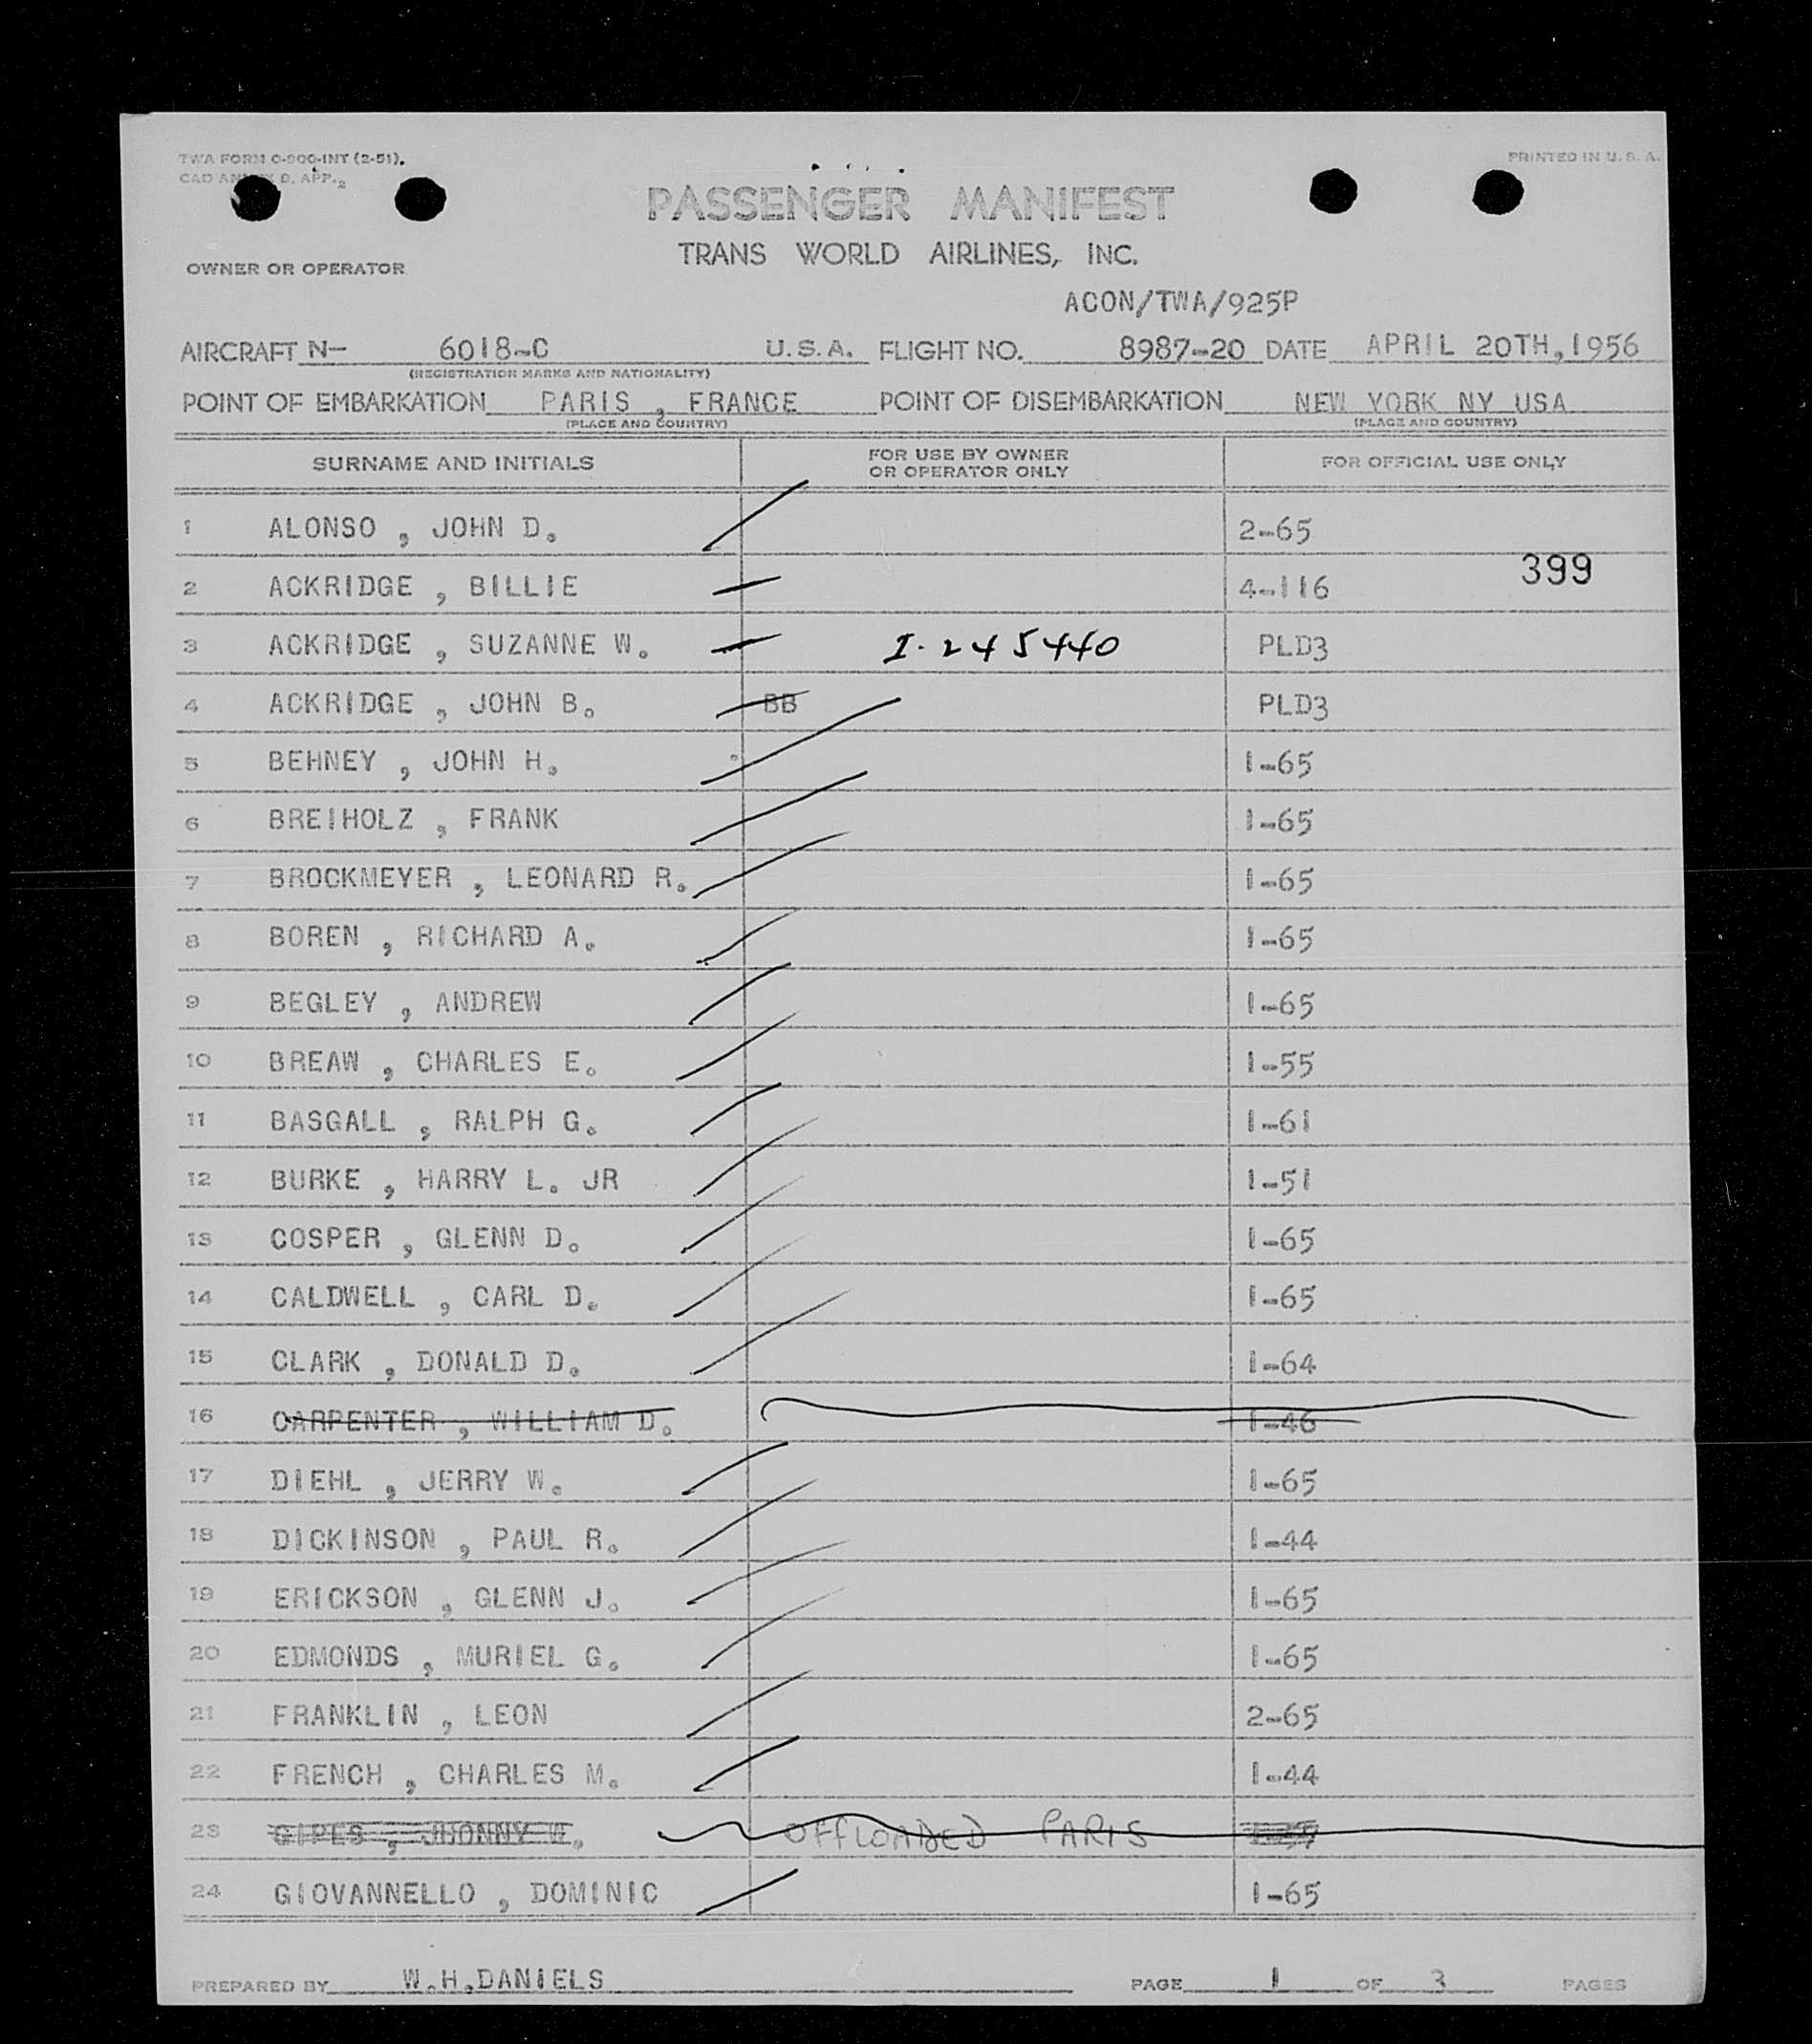 TWA FORM O-900-INT (2-51).
PRINTED IN U. S. A.
CAO D. APP.
PASSENGER MANIFEST
TRANS WORLD AIRLINES, INC.
OWNER OR OPERATOR
ACON/TWA/925P
AIRCRAFT N- 6018-C U.S.A. FLIGHT NO. 8987-20 DATE APRIL 20TH,1956
(REGISTRATION MARKS AND NATIONALITY)
POINT OF EMBARKATION PARIS , FRANCE POINT OF DISEMBARKATION NEW YORK NY USA
(PLACE AND COUNTRY) (PLACE AND COUNTRY)
SURNAME AND INITIALS FOR USE BY OWNER OR OPERATOR ONLY FOR OFFICIAL USE ONLY
1 ALONSO , JOHN D. 2-65
399
2 ACKRIDGE , BILLIE 4-116
3 ACKRIDGE , SUZANNE W. I.245440 PLD3
4 ACKRIDGE , JOHN B. BB PLD3
5 BEHNEY , JOHN H. 1-65
6 BREIHOLZ , FRANK 1-65
7 BROCKMEYER , LEONARD R. 1-65
8 BOREN , RICHARD A. 1-65
9 BEGLEY , ANDREW 1-65
10 BREAW , CHARLES E. 1-55
11 BASGALL , RALPH G. 1-61
12 BURKE , HARRY L. JR 1-51
13 COSPER , GLENN D. 1-65
14 CALDWELL , CARL D. 1-65
15 CLARK , DONALD D. 1-64
16 CARPENTER , WILLIAM D. 1-46
17 DIEHL , JERRY W. 1-65
18 DICKINSON , PAUL R. 1-44
19 ERICKSON , GLENN J. 1-65
20 EDMONDS , MURIEL G. 1-65
21 FRANKLIN , LEON 2-65
22 FRENCH , CHARLES M. 1-44
23 GIPES , JHONNY W. OFFLOADED PARIS
24 GIOVANNELLO , DOMINIC 1-65
PREPARED BY W.H.DANIELS PAGE 1 OF 3 PAGES